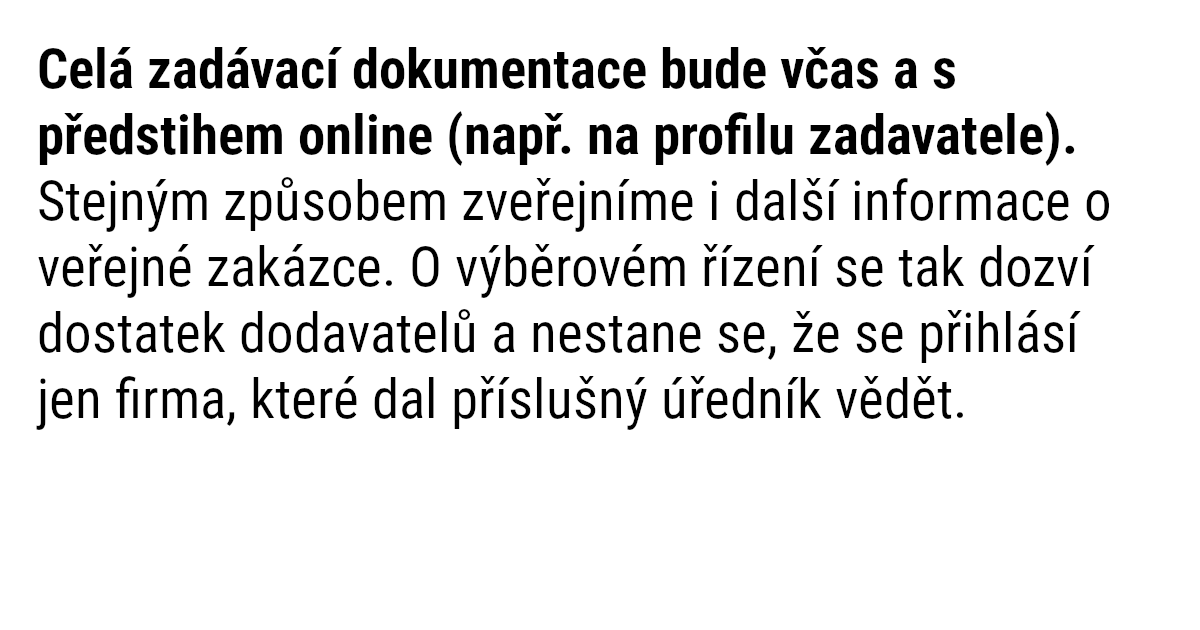 Celá zadávací dokumentace bude včas a s
předstihem online (např. na profilu zadavatele).
Stejným způsobem zveřejníme i další informace o
veřejné zakázce. O výběrovém řízení se tak dozví
dostatek dodavatelů a nestane se, že se přihlásí
jen firma, které dal příslušný úředník vědět.